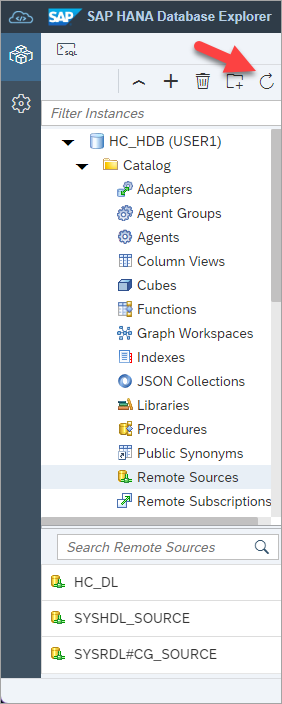 SAP SAP HANA Database Explorer
SQL
Filter Instances
HC_HDB (USER1)
Catalog
Adapters
Agent Groups
Agents
Column Views
Cubes
Functions
Graph Workspaces
Indexes
JSON Collections
Libraries
Procedures
Public Synonyms
Remote Sources
Remote Subscriptions
Search Remote Sources
HC_DL
SYSHDL_SOURCE
SYSRDL#CG_SOURCE